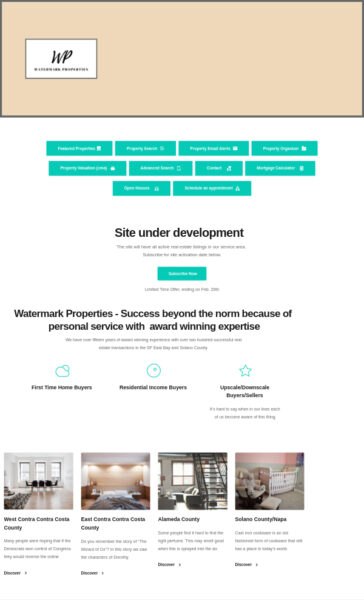 WP
WATERMARK PROPERTIES
Featured Properties
Property Search
Property Email Alerts
Property Organizer
Property Valuation (cma)
Advanced Search
Contact
Mortgage Calculator
Open Houses
Schedule an appointment
Site under development
The site will have all active real estate listings in our service area.
Subscribe for site activation date below.
Subscribe Now
Limited Time Offer, ending on Feb. 29th
Watermark Properties - Success beyond the norm because of
personal service with award winning expertise
We have over fifteen years of award winning experience with over two hundred successful real
estate transactions in the SF East Bay and Solano County.
First Time Home Buyers
Residential Income Buyers
Upscale/Downscale
Buyers/Sellers
It's hard to say when in our lives each
of us become aware of this thing
West Contra Contra Costa
County
Many people were hoping that if the
Democrats won control of Congress
they would reverse the online
Discover
East Contra Contra Costa
County
Do you remember the story of "The
Wizard of Oz"? In this story we saw
the characters of Dorothy
Discover
Alameda County
Some people find it hard to find the
right perfume. This may smell good
when this is sprayed into the air.
Discover
Solano County/Napa
Cast iron cookware is an old
fashioned form of cookware that still
has a place in today's world.
Discover